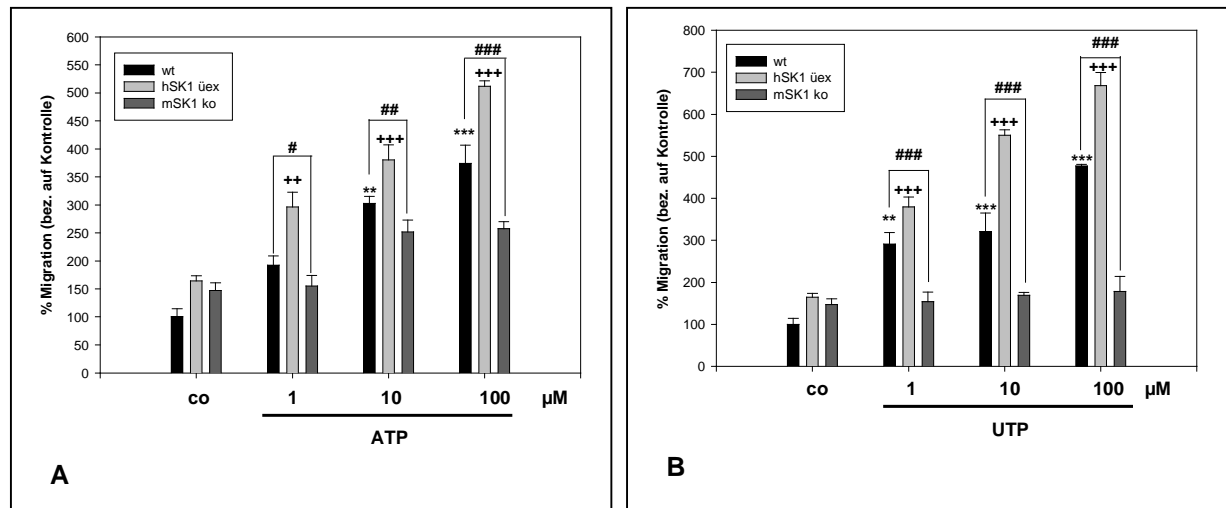 600
550
500
450
400
350
300
250
200
150
100
50
0
% Migration (bez. auf Kontrolle)
wt
hSK1 üex
mSK1 ko
#
++
##
+++
**
###
+++
***
co 1 10 100 µM
ATP
A
800
700
600
500
400
300
200
100
0
% Migration (bez. auf Kontrolle)
wt
hSK1 üex
mSK1 ko
###
+++
**
###
+++
***
###
+++
***
co 1 10 100 µM
UTP
B